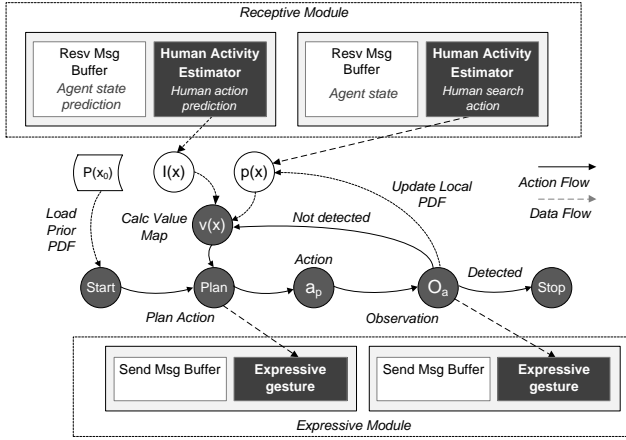 Receptive Module
Resv Msg
Buffer
Agent state
prediction
Human Activity
Estimator
Human action
prediction
Resv Msg
Buffer
Agent state
Human Activity
Estimator
Human search
action
P(x0)
I(x)
p(x)
Action Flow
Data Flow
Load
Prior
PDF
Calc Value
Map
v(x)
Update Local
PDF
Not detected
Start
Plan
Action
ap
Oa
Detected
Stop
Plan Action
Observation
Send Msg Buffer
Expressive
gesture
Send Msg Buffer
Expressive
gesture
Expressive Module